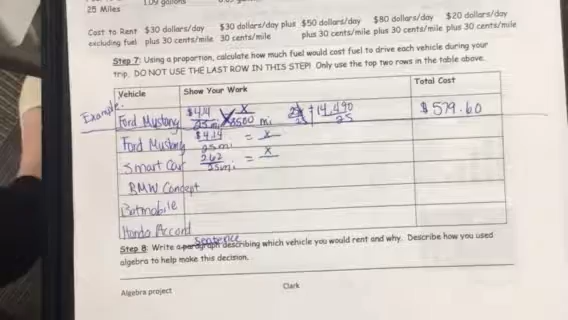 25 Miles
1.09 gallons
Cost to Rent $30 dollars/day $30 dollars/day plus $50 dollars/day $80 dollars/day $20 dollars/day
excluding fuel plus 30 cents/mile 30 cents/mile plus 30 cents/mile plus 30 cents/mile plus 30 cents/mile
Step 7: Using a proportion, calculate how much fuel would cost fuel to drive each vehicle during your
trip. DO NOT USE THE LAST ROW IN THIS STEP! Only use the top two rows in the table above.
Vehicle Show Your Work Total Cost
Example.
Ford Mustang $4.14 x 14,490 $579.60
25mi 3500 mi 25
Ford Mustang $4.14 = x
25mi
Smart Car 2.62 = x
25mi
BMW Concept
Batmobile
Honda Accord
sentence
Step 8: Write a paragraph describing which vehicle you would rent and why. Describe how you used
algebra to help make this decision.
Algebra project Clark